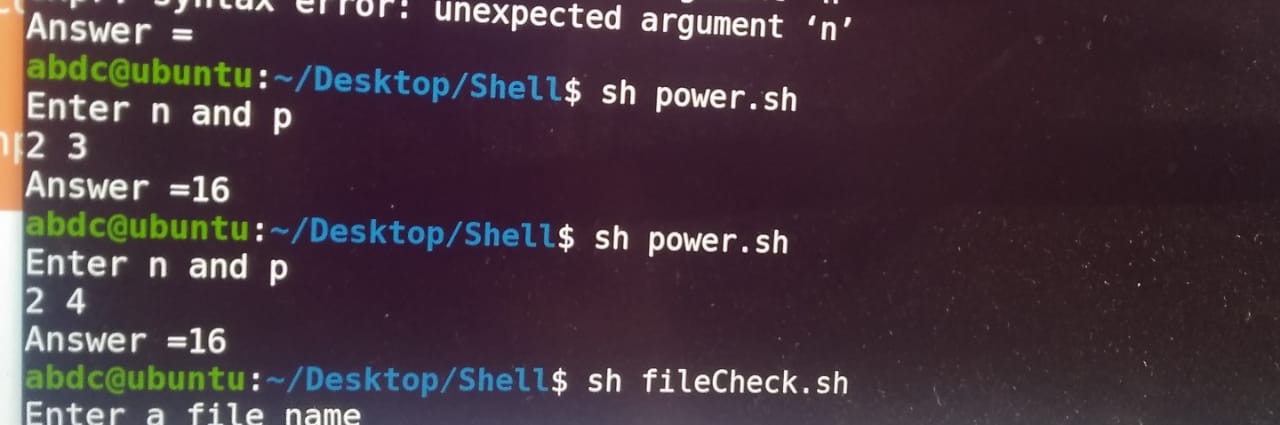 syntax error: unexpected argument ‘n’
Answer =
abdc@ubuntu:~/Desktop/Shell$ sh power.sh
Enter n and p
2 3
Answer =16
abdc@ubuntu:~/Desktop/Shell$ sh power.sh
Enter n and p
2 4
Answer =16
abdc@ubuntu:~/Desktop/Shell$ sh fileCheck.sh
Enter a file name